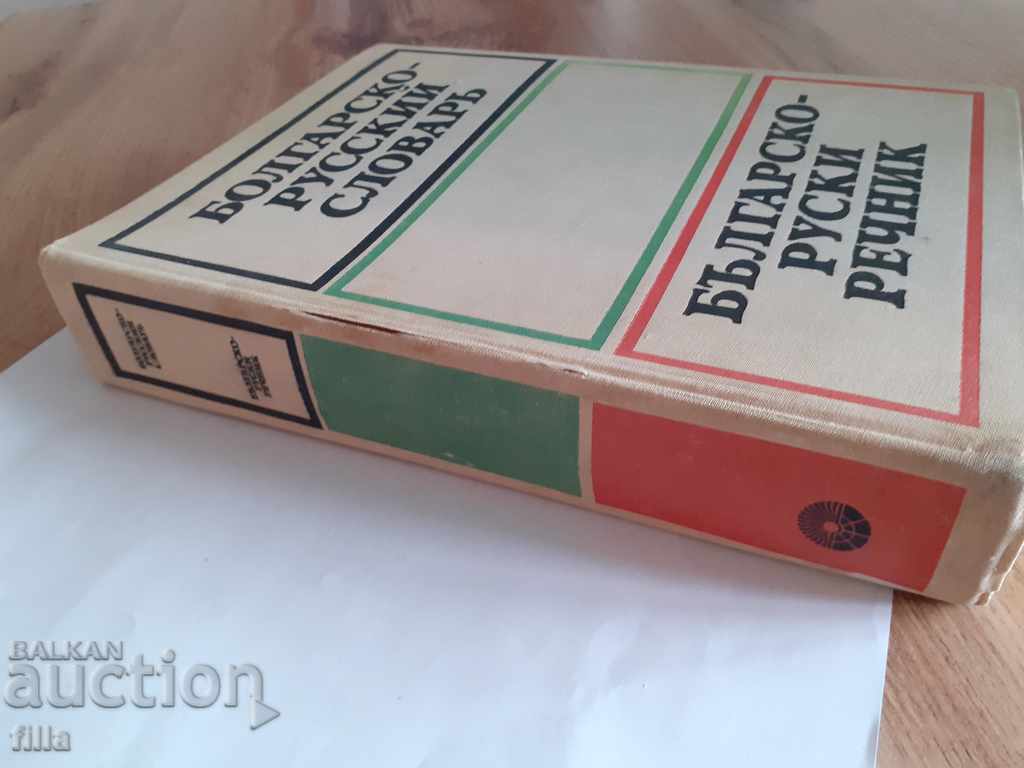 БОЛГАРСКО-
РУССКИЙ
СЛОВАРЬ
БЪЛГАРСКО-
РУСКИ
РЕЧНИК
BALKAN
auction
filla